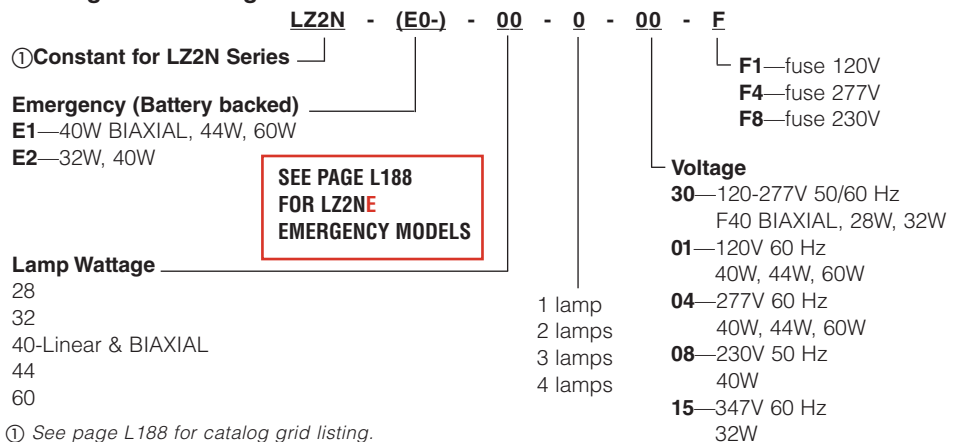 LZ2N - (E0-) - 00 - 0 - 00 - F
①Constant for LZ2N Series
F1—fuse 120V
F4—fuse 277V
F8—fuse 230V
Emergency (Battery backed)
E1—40W BIAXIAL, 44W, 60W
E2—32W, 40W
SEE PAGE L188
FOR LZ2NE
EMERGENCY MODELS
Lamp Wattage
28
32
40-Linear & BIAXIAL
44
60
1 lamp
2 lamps
3 lamps
4 lamps
Voltage
30—120-277V 50/60 Hz
F40 BIAXIAL, 28W, 32W
01—120V 60 Hz
40W, 44W, 60W
04—277V 60 Hz
40W, 44W, 60W
08—230V 50 Hz
40W
15—347V 60 Hz
32W
① See page L188 for catalog grid listing.